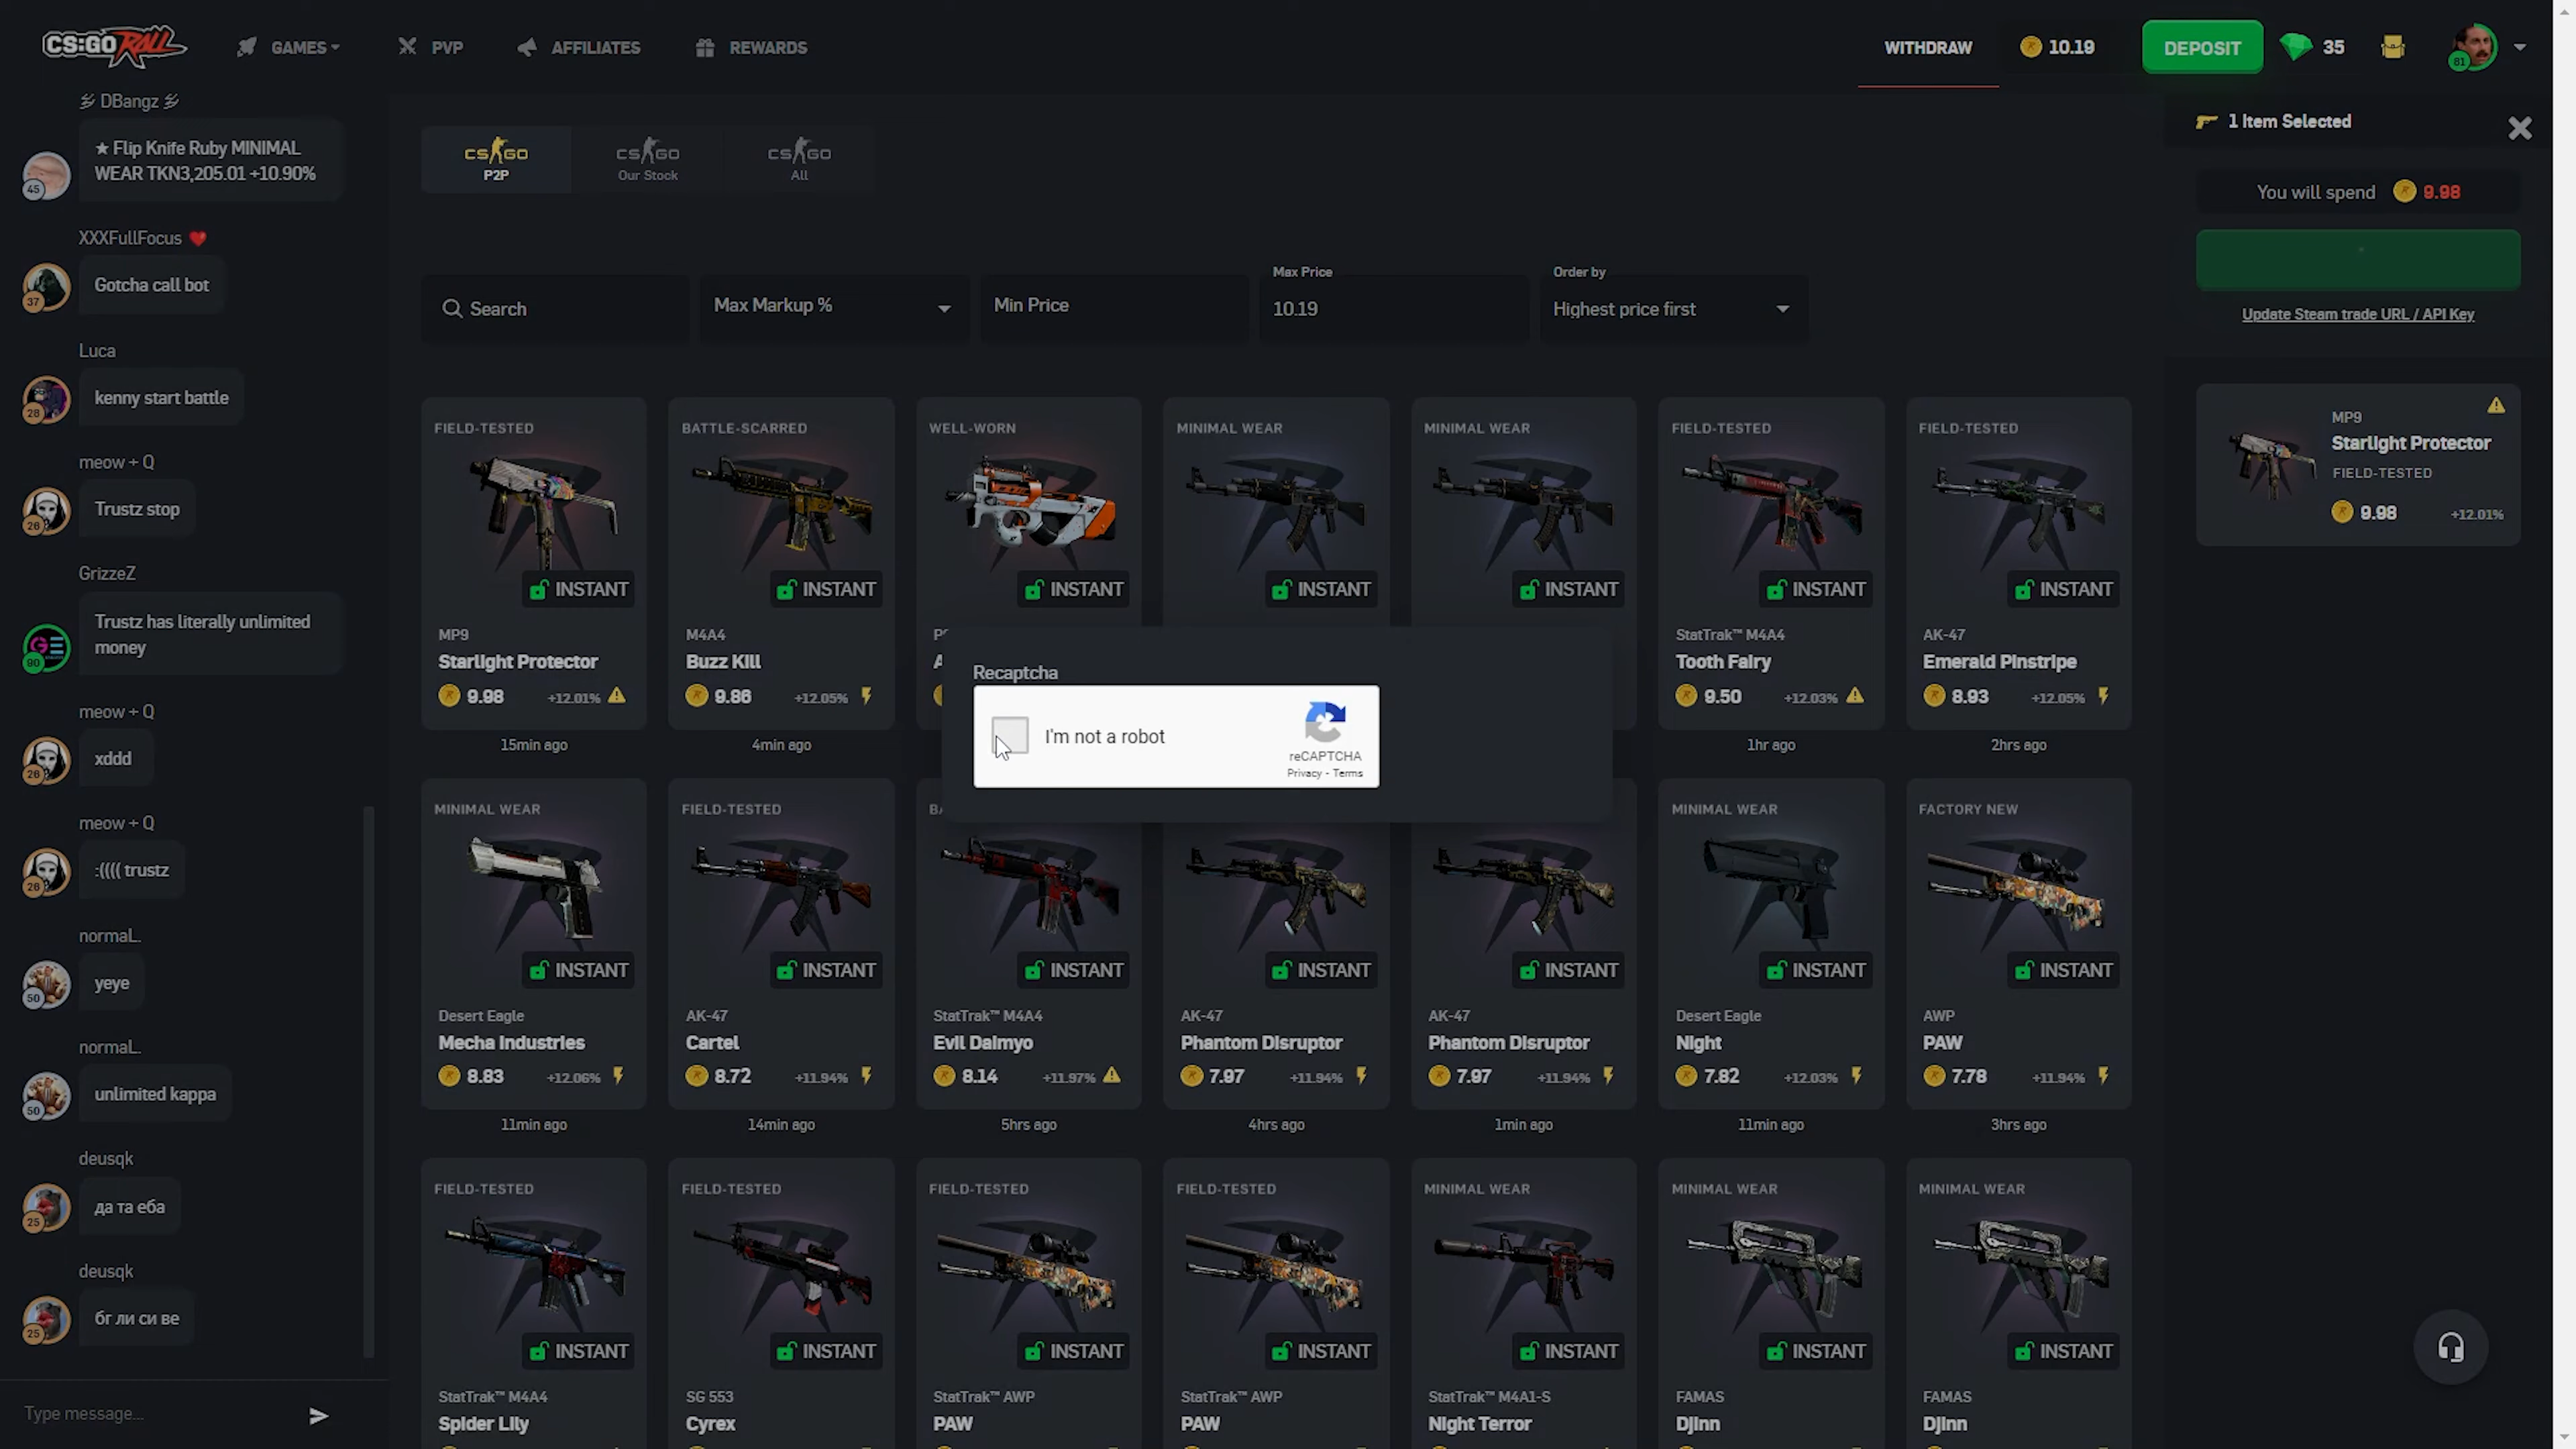 CS:GO ROLL
GAMES
PVP
AFFILIATES
REWARDS
WITHDRAW
10.19
DEPOSIT
35
81
彡 DBangz 彡
★ Flip Knife Ruby MINIMAL
WEAR TKN3,205.01 +10.90%
45
XXXFullFocus ❤️
Gotcha call bot
37
Luca
kenny start battle
28
meow + Q
Trustz stop
26
GrizzeZ
Trustz has literally unlimited
money
90
meow + Q
xddd
26
meow + Q
:(((( trustz
26
normaL.
yeye
50
normaL.
unlimited kappa
50
deusqk
да та еба
25
deusqk
бг ли си ве
25
Type message...
CS GO
P2P
CS GO
Our Stock
CS GO
All
Search
Max Markup %
Min Price
Max Price
10.19
Order by
Highest price first
FIELD-TESTED
INSTANT
MP9
Starlight Protector
9.98 +12.01%
15min ago
BATTLE-SCARRED
INSTANT
M4A4
Buzz Kill
9.86 +12.05%
4min ago
WELL-WORN
INSTANT
MINIMAL WEAR
INSTANT
MINIMAL WEAR
INSTANT
FIELD-TESTED
INSTANT
StatTrak™ M4A4
Tooth Fairy
9.50 +12.03%
1hr ago
FIELD-TESTED
INSTANT
AK-47
Emerald Pinstripe
8.93 +12.05%
2hrs ago
Recaptcha
I'm not a robot
reCAPTCHA
Privacy - Terms
MINIMAL WEAR
INSTANT
Desert Eagle
Mecha Industries
8.83 +12.06%
11min ago
FIELD-TESTED
INSTANT
AK-47
Cartel
8.72 +11.94%
14min ago
BA
INSTANT
StatTrak™ M4A4
Evil Daimyo
8.14 +11.97%
5hrs ago
INSTANT
AK-47
Phantom Disruptor
7.97 +11.94%
4hrs ago
INSTANT
AK-47
Phantom Disruptor
7.97 +11.94%
1min ago
MINIMAL WEAR
INSTANT
Desert Eagle
Night
7.82 +12.03%
11min ago
FACTORY NEW
INSTANT
AWP
PAW
7.78 +11.94%
3hrs ago
FIELD-TESTED
INSTANT
StatTrak™ M4A4
Spider Lily
FIELD-TESTED
INSTANT
SG 553
Cyrex
FIELD-TESTED
INSTANT
StatTrak™ AWP
PAW
FIELD-TESTED
INSTANT
StatTrak™ AWP
PAW
MINIMAL WEAR
INSTANT
StatTrak™ M4A1-S
Night Terror
MINIMAL WEAR
INSTANT
FAMAS
Djinn
MINIMAL WEAR
INSTANT
FAMAS
Djinn
1 Item Selected
You will spend 9.98
Update Steam trade URL / API Key
MP9
Starlight Protector
FIELD-TESTED
9.98 +12.01%